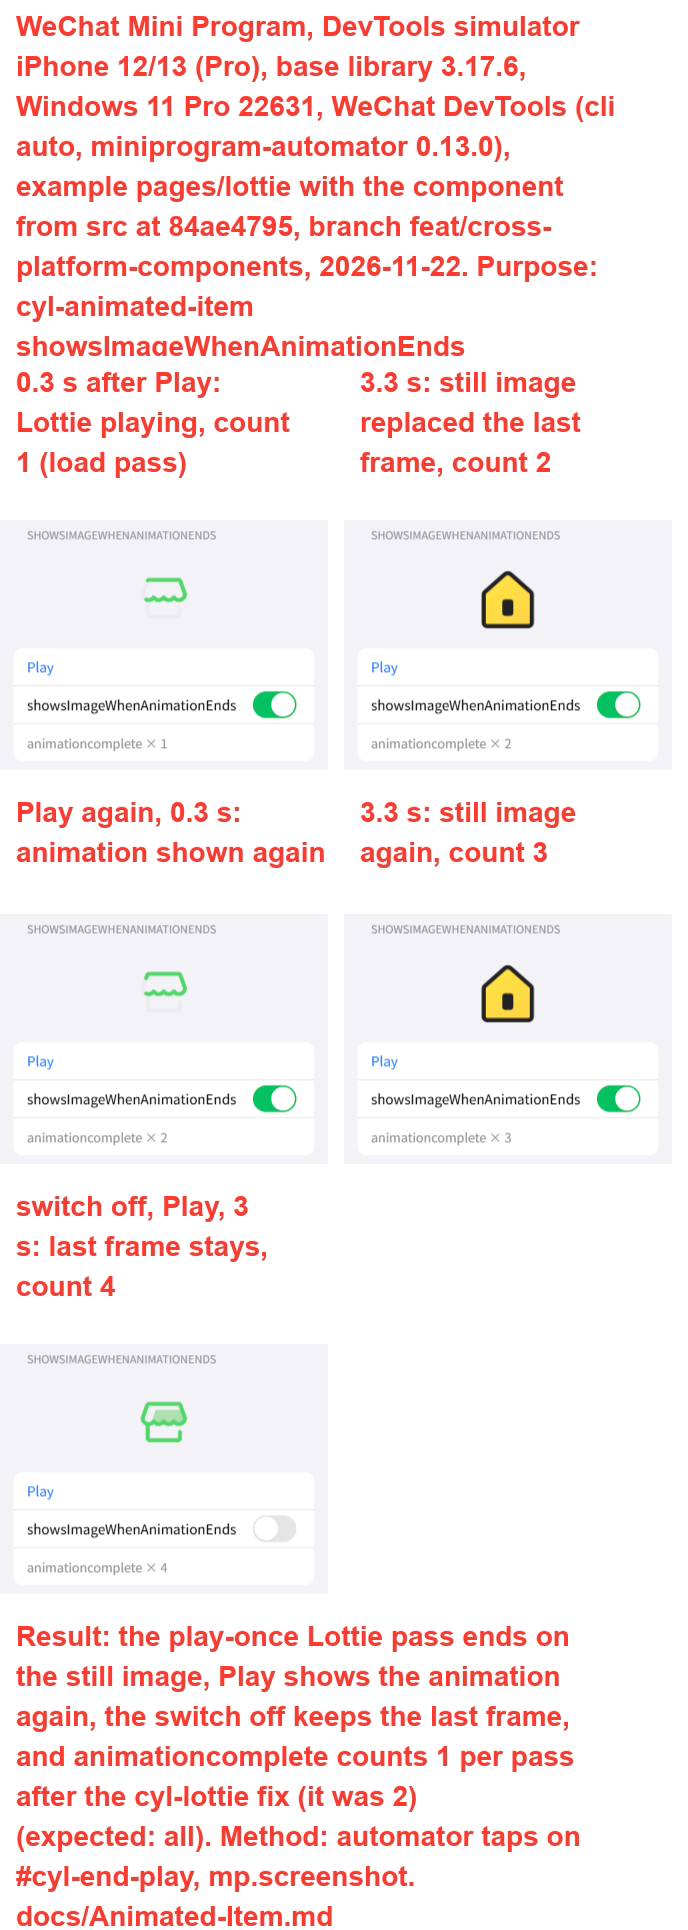 WeChat Mini Program, DevTools simulator
iPhone 12/13 (Pro), base library 3.17.6,
Windows 11 Pro 22631, WeChat DevTools (cli
auto, miniprogram-automator 0.13.0),
example pages/lottie with the component
from src at 84ae4795, branch feat/cross-
platform-components, 2026-11-22. Purpose:
cyl-animated-item
showsImageWhenAnimationEnds
0.3 s after Play:
Lottie playing, count
1 (load pass)
SHOWSIMAGEWHENANIMATIONENDS
Play
showsImageWhenAnimationEnds
animationcomplete × 1
3.3 s: still image
replaced the last
frame, count 2
SHOWSIMAGEWHENANIMATIONENDS
Play
showsImageWhenAnimationEnds
animationcomplete × 2
Play again, 0.3 s:
animation shown again
SHOWSIMAGEWHENANIMATIONENDS
Play
showsImageWhenAnimationEnds
animationcomplete × 2
3.3 s: still image
again, count 3
SHOWSIMAGEWHENANIMATIONENDS
Play
showsImageWhenAnimationEnds
animationcomplete × 3
switch off, Play, 3
s: last frame stays,
count 4
SHOWSIMAGEWHENANIMATIONENDS
Play
showsImageWhenAnimationEnds
animationcomplete × 4
Result: the play-once Lottie pass ends on
the still image, Play shows the animation
again, the switch off keeps the last frame,
and animationcomplete counts 1 per pass
after the cyl-lottie fix (it was 2)
(expected: all). Method: automator taps on
#cyl-end-play, mp.screenshot.
docs/Animated-Item.md